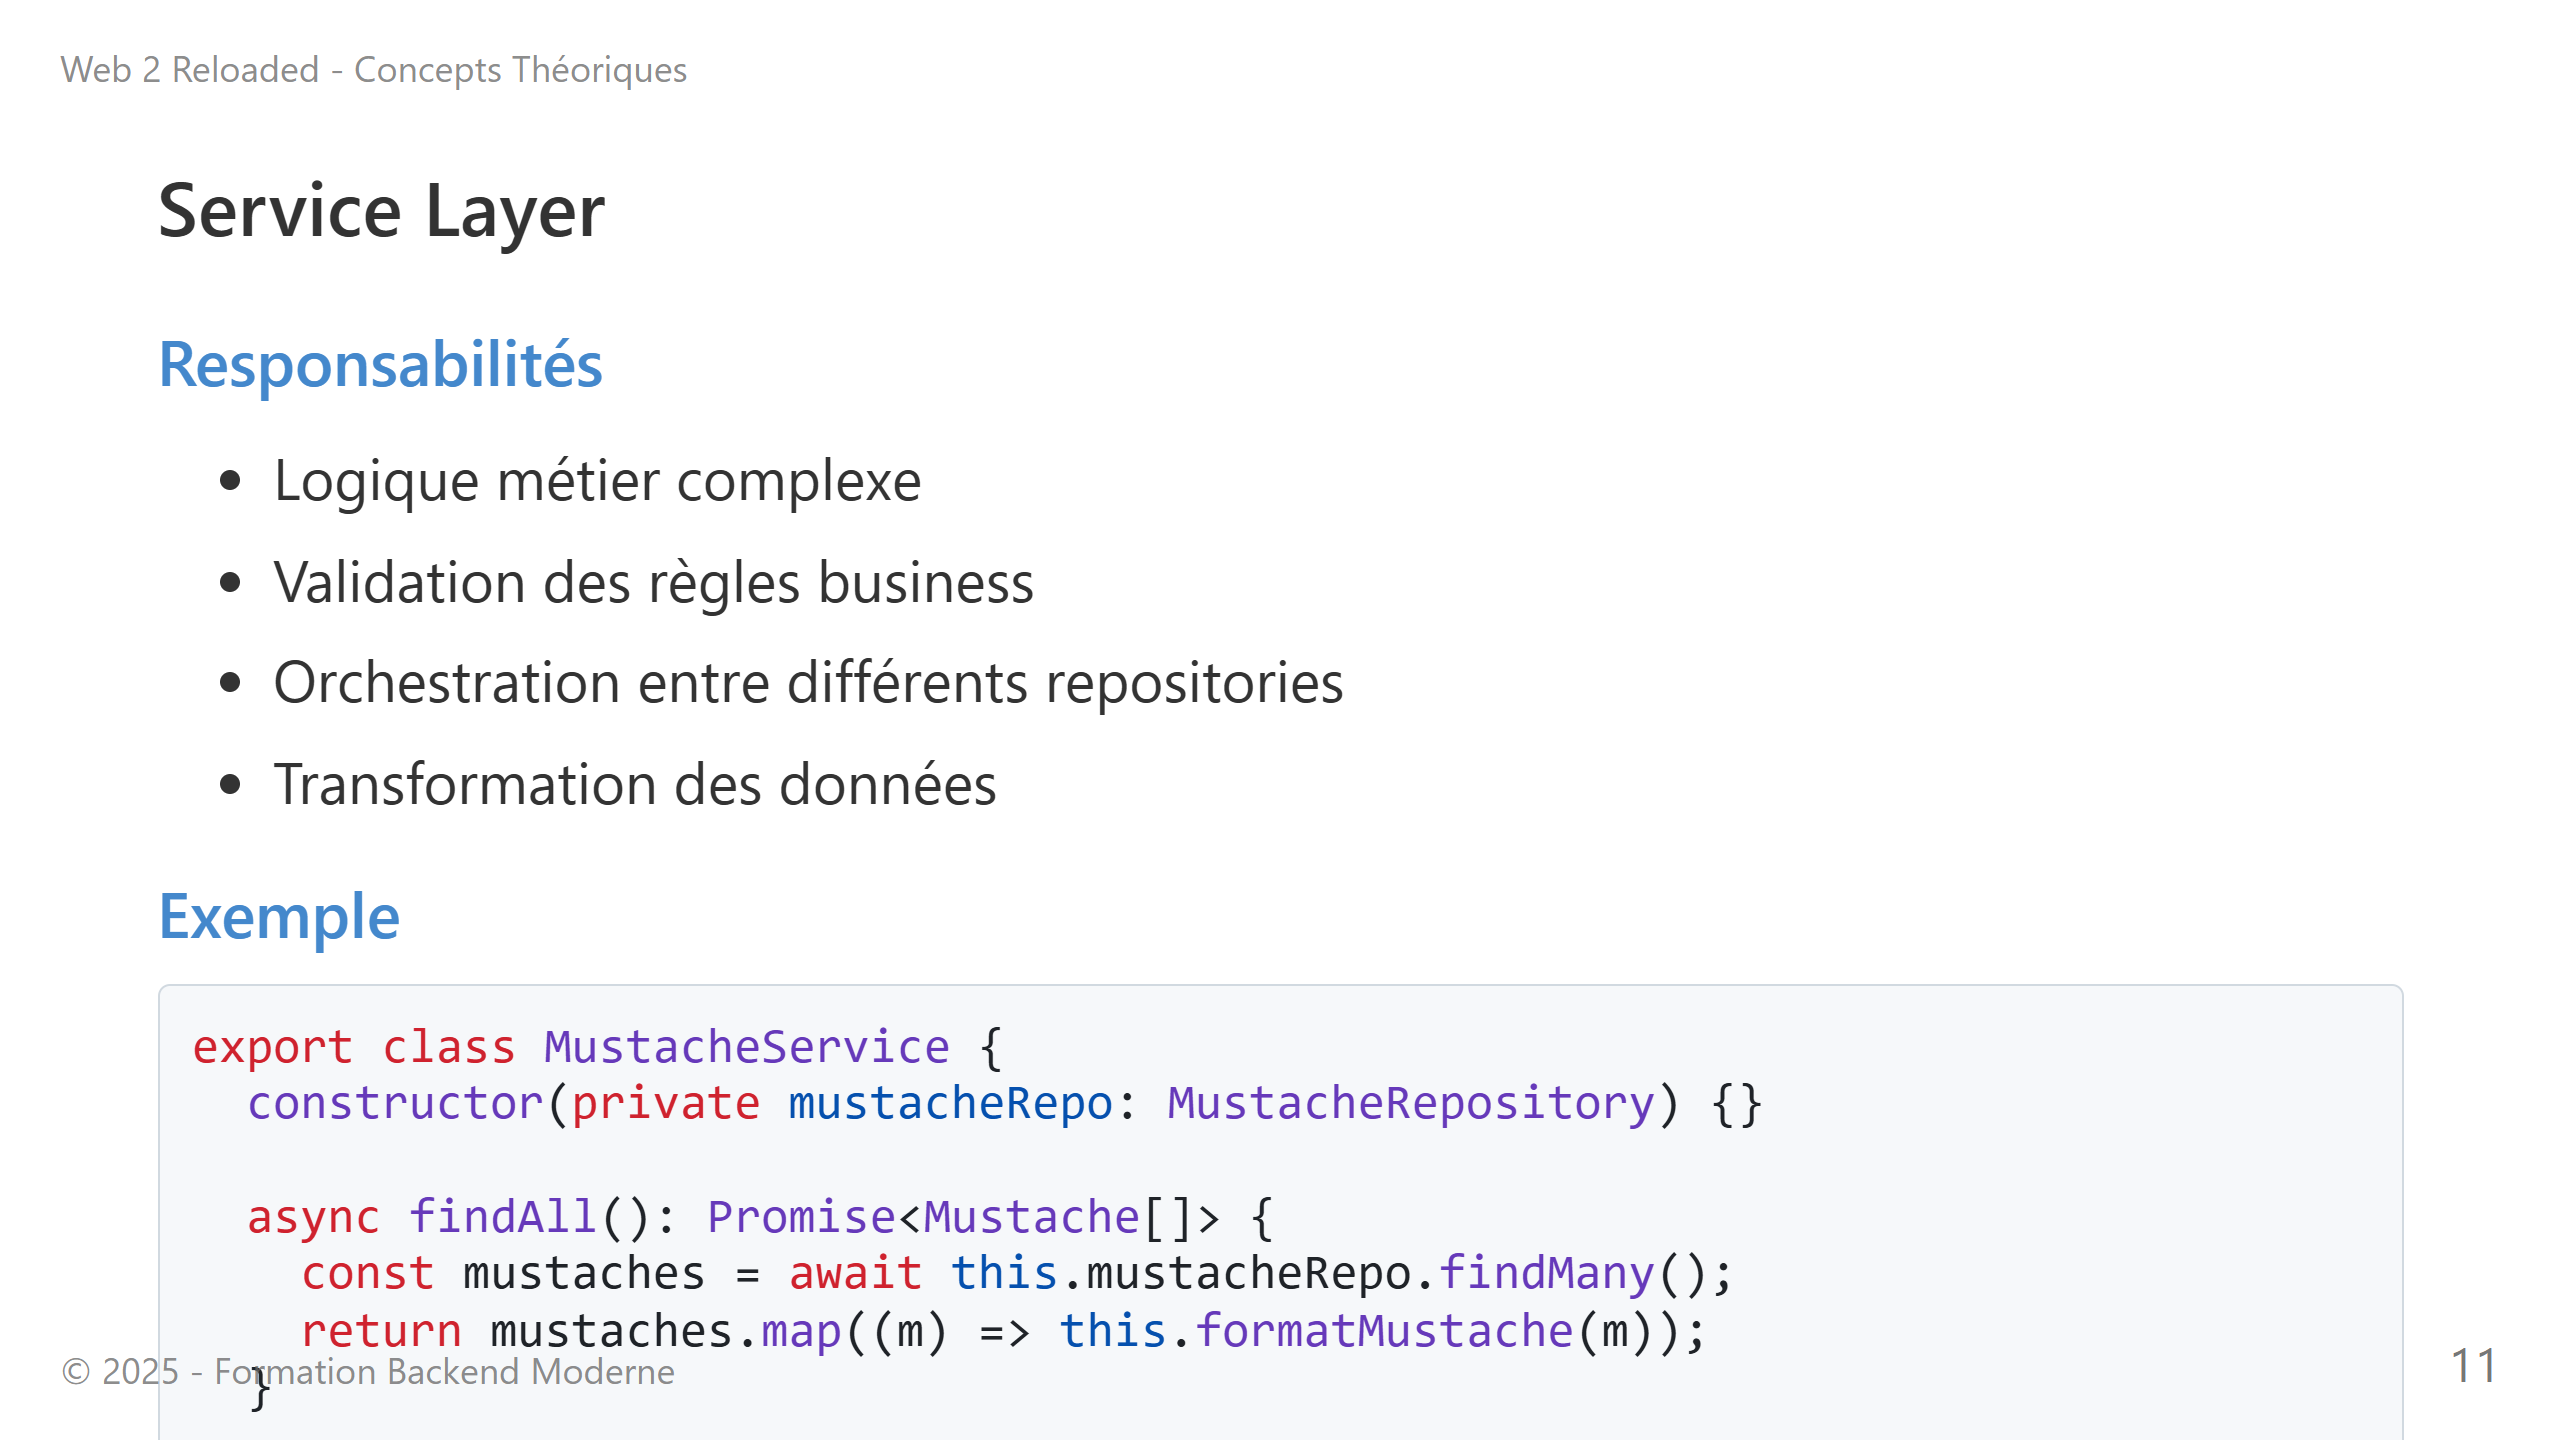 Web 2 Reloaded - Concepts Théoriques
Service Layer
Responsabilités
• Logique métier complexe
• Validation des règles business
• Orchestration entre différents repositories
• Transformation des données
Exemple
export class MustacheService {
  constructor(private mustacheRepo: MustacheRepository) {}

  async findAll(): Promise<Mustache[]> {
    const mustaches = await this.mustacheRepo.findMany();
    return mustaches.map((m) => this.formatMustache(m));
  }
© 2025 - Formation Backend Moderne
11